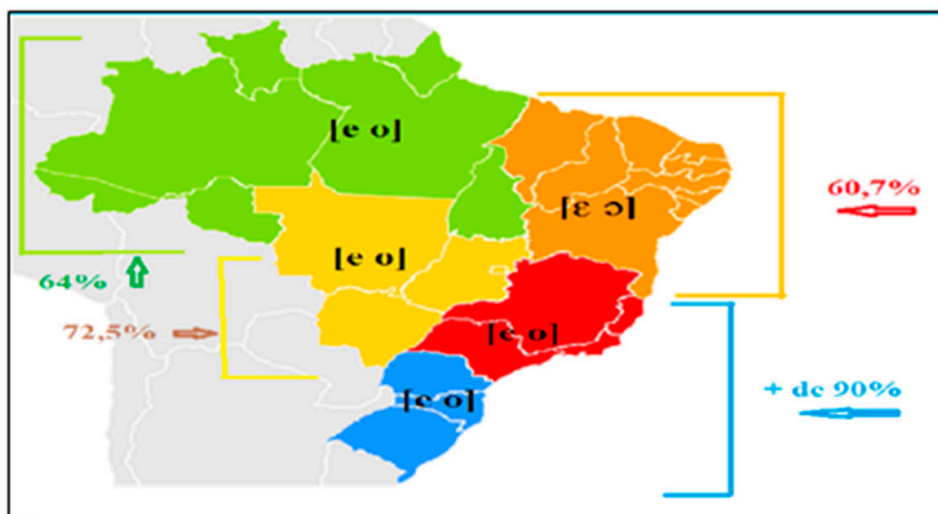 [e o]
[ɛ ɔ]
60,7%
[e o]
64%
72,5%
[e o]
+ de 90%
[e o]